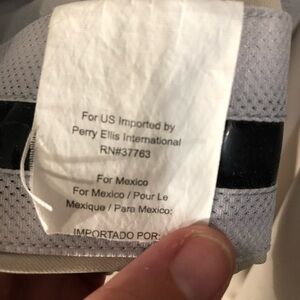 For US Imported by
Perry Ellis International
RN#37763
For Mexico
For Mexico / Pour Le
Mexique / Para Mexico:
IMPORTADO POR: